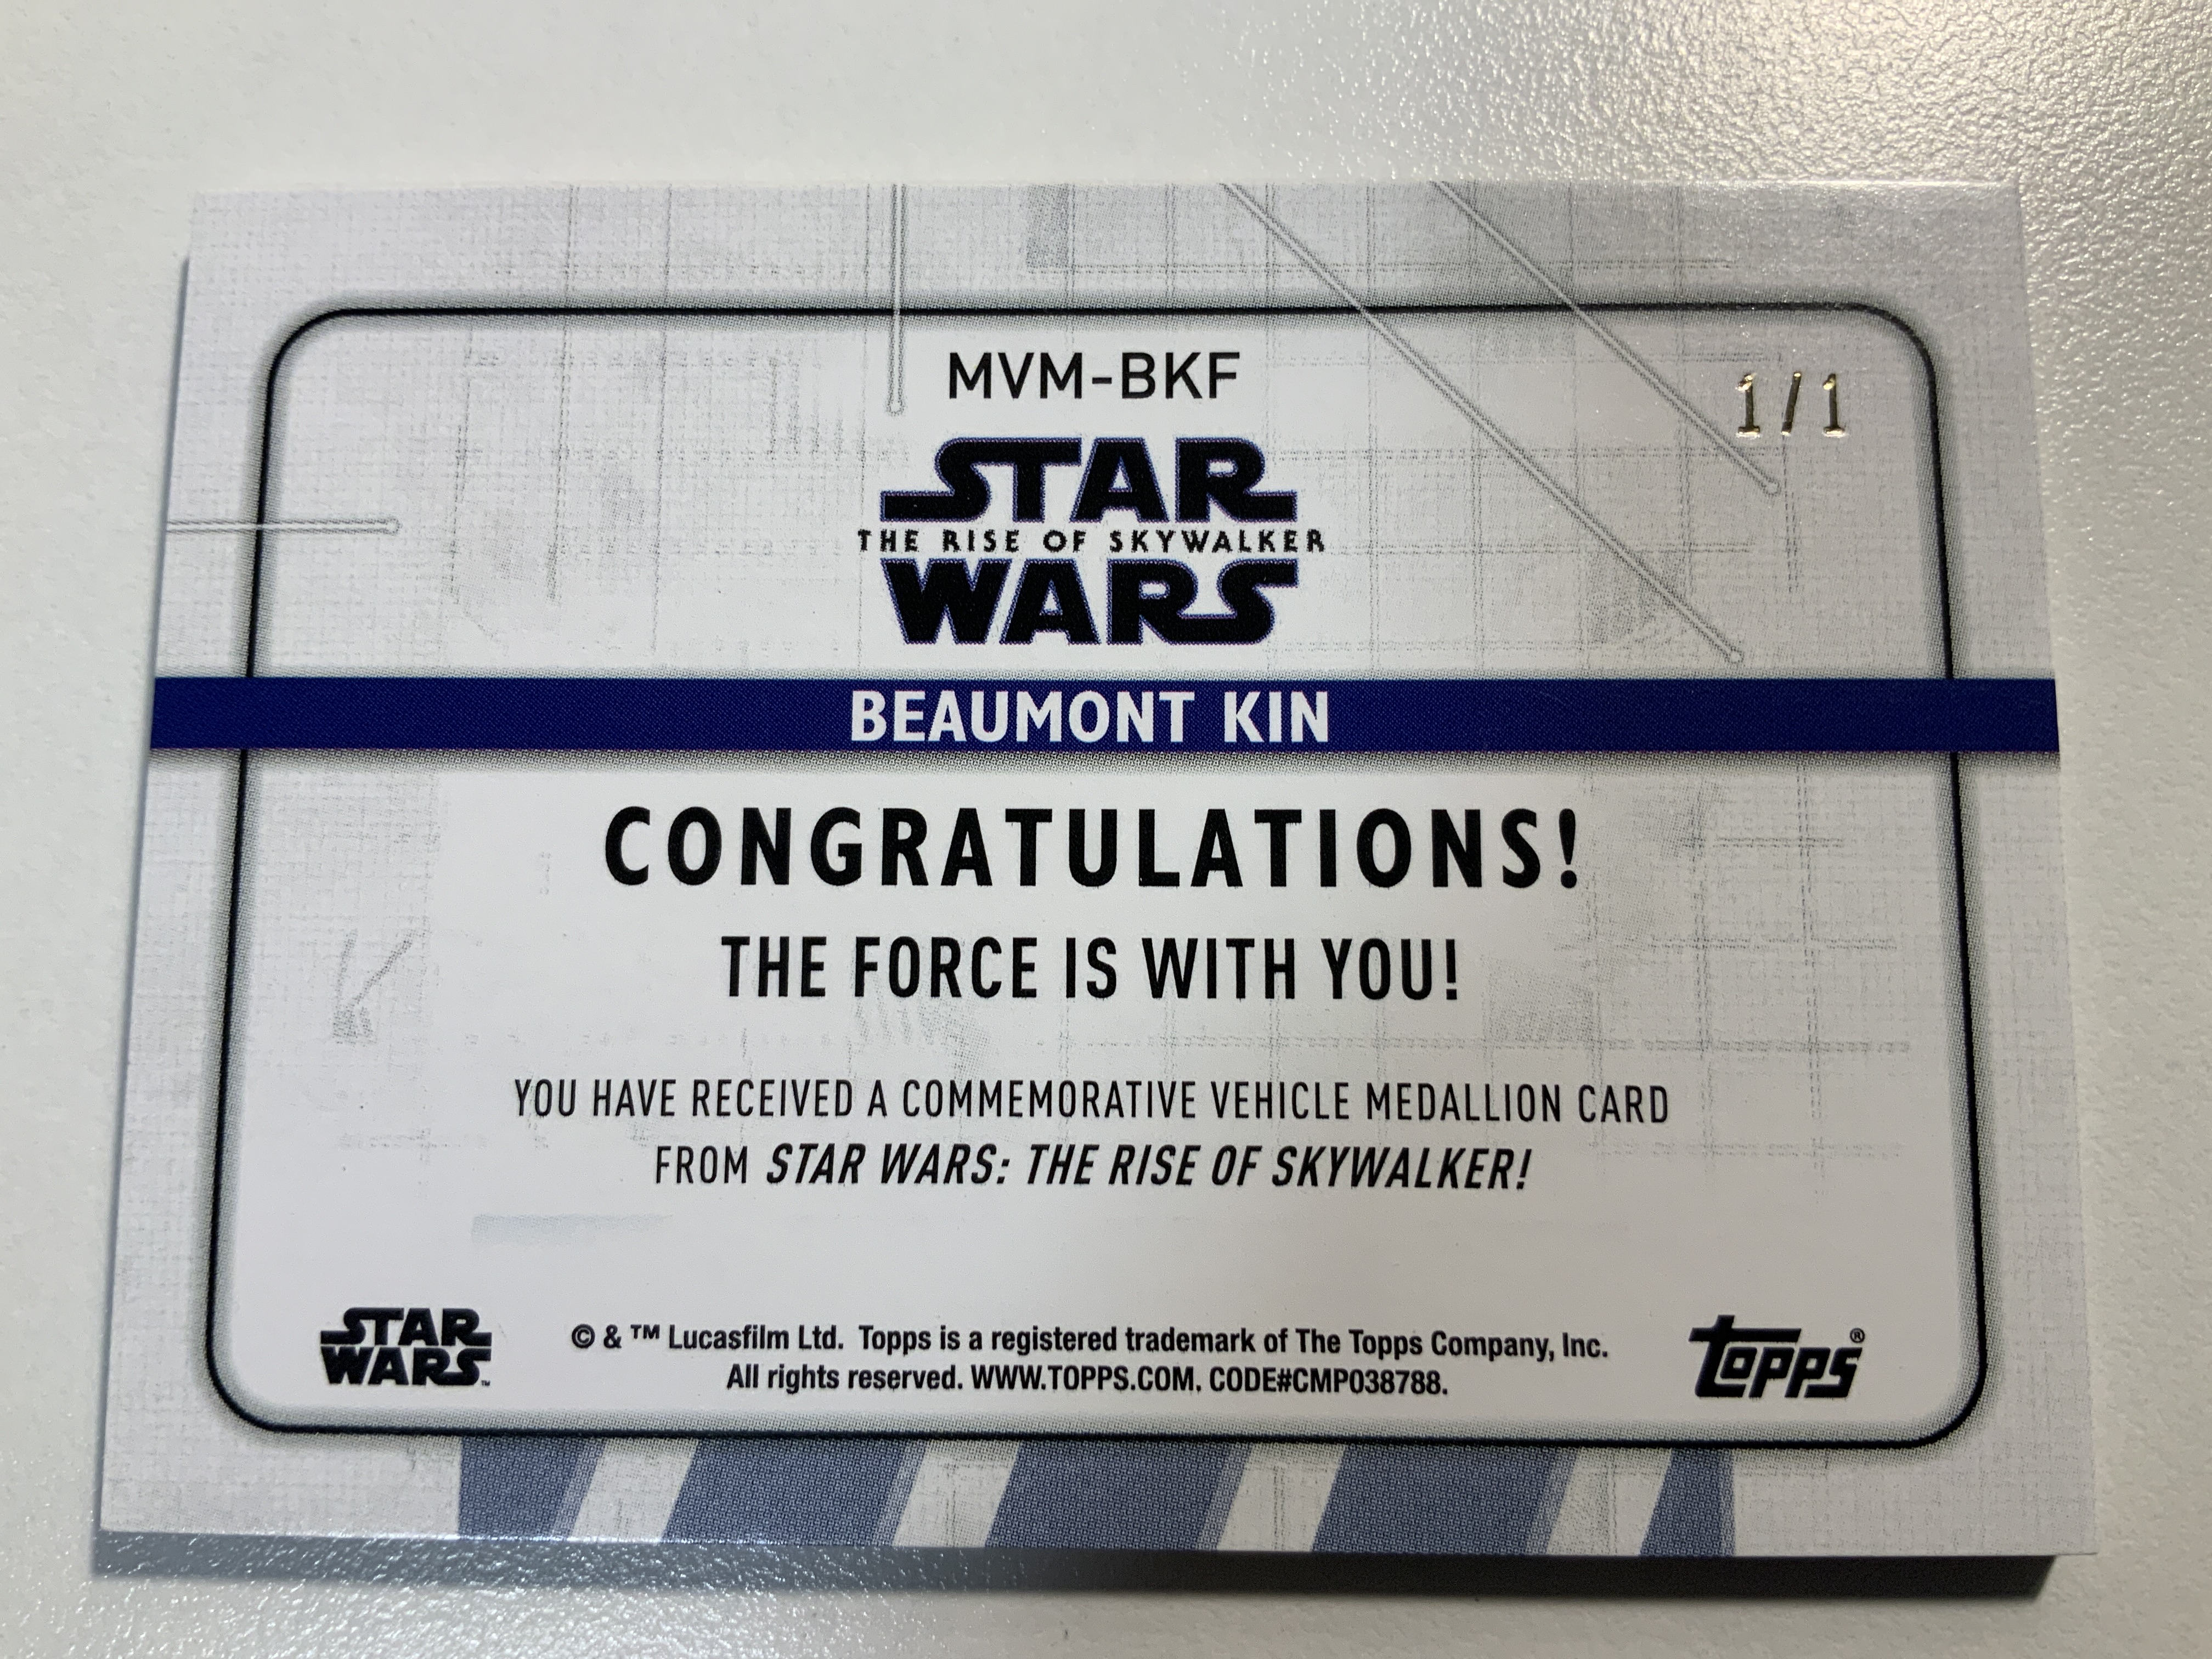 MVM-BKF
1/1
STAR
THE RISE OF SKYWALKER
WARS
BEAUMONT KIN
CONGRATULATIONS!
THE FORCE IS WITH YOU!
YOU HAVE RECEIVED A COMMEMORATIVE VEHICLE MEDALLION CARD
FROM STAR WARS: THE RISE OF SKYWALKER!
STAR
WARS™
© & ™ Lucasfilm Ltd. Topps is a registered trademark of The Topps Company, Inc.
All rights reserved. WWW.TOPPS.COM. CODE#CMP038788.
topps®